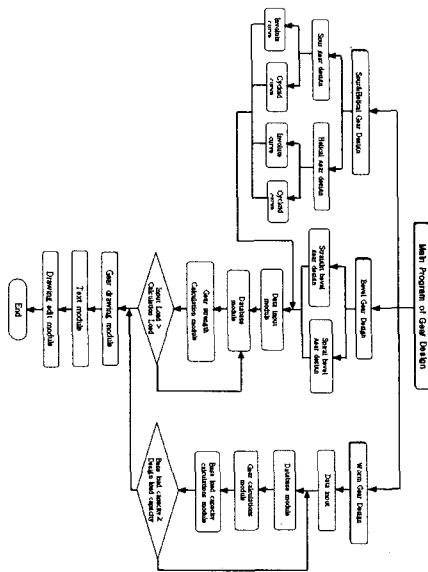 Main Program of Gear Design
Spur&Helical Gear Design
Bevel Gear Design
Worm Gear Design
Spur gear design
Helical gear design
Straight bevel
gear design
Spiral bevel
gear design
Data input
Involute
curve
Cycloid
curve
Involute
curve
Cycloid
curve
Data input module
Database module
Database module
Gear calculations
module
Gear strength
Calculation module
Base load capacity
calculations module
Input Load >
Calculation Load
Base load capacity ≥
Design load capacity
Gear drawing module
Text module
Drawing edit module
End